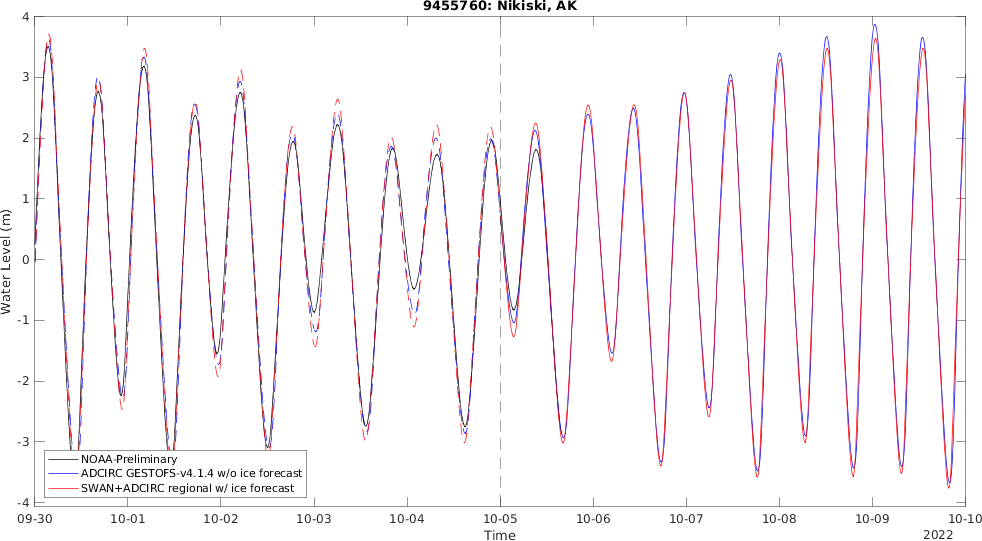 9455760: Nikiski, AK
Water Level (m)
4
3
2
1
0
-1
-2
-3
-4
NOAA-Preliminary
ADCIRC GESTOFS-v4.1.4 w/o ice forecast
SWAN+ADCIRC regional w/ ice forecast
09-30 10-01 10-02 10-03 10-04 10-05 10-06 10-07 10-08 10-09 10-10
Time
2022